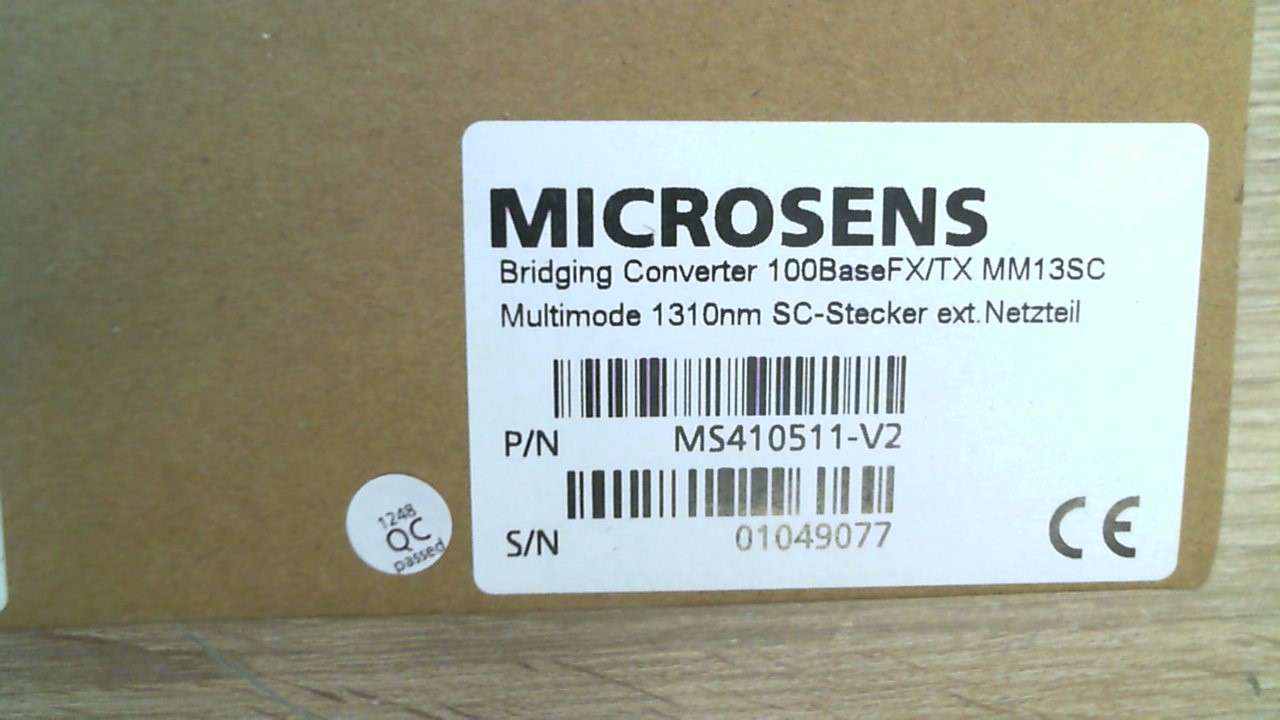 MICROSENS
Bridging Converter 100BaseFX/TX MM13SC
Multimode 1310nm SC-Stecker ext.Netzteil
P/N MS410511-V2
S/N 01049077
CE
1248
QC
passed